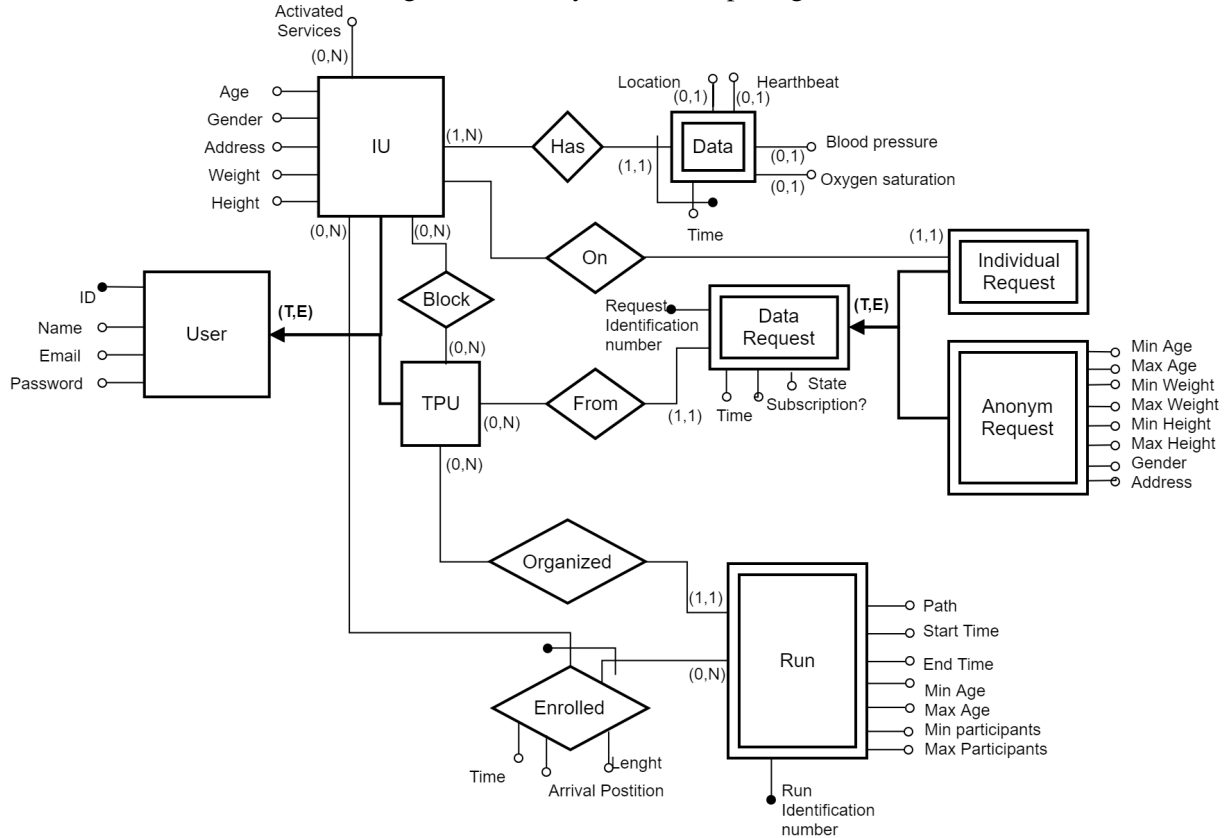 Activated
Services
(0,N)
Age
Gender
Address
Weight
Height
IU
(1,N)
Has
(1,1)
Location
(0,1)
Hearthbeat
(0,1)
Data
Blood pressure
(0,1)
Oxygen saturation
(0,1)
Time
(0,N)
(0,N)
On
(1,1)
Individual
Request
ID
Name
Email
Password
User
(T,E)
Block
(0,N)
Request
Identification
number
Data
Request
(T,E)
TPU
(0,N)
From
(1,1)
Time
Subscription?
State
Anonym
Request
Min Age
Max Age
Min Weight
Max Weight
Min Height
Max Height
Gender
Address
(0,N)
Organized
(1,1)
Run
Path
Start Time
End Time
Min Age
Max Age
Min participants
Max Participants
(0,N)
Enrolled
Time
Arrival Postition
Lenght
Run
Identification
number